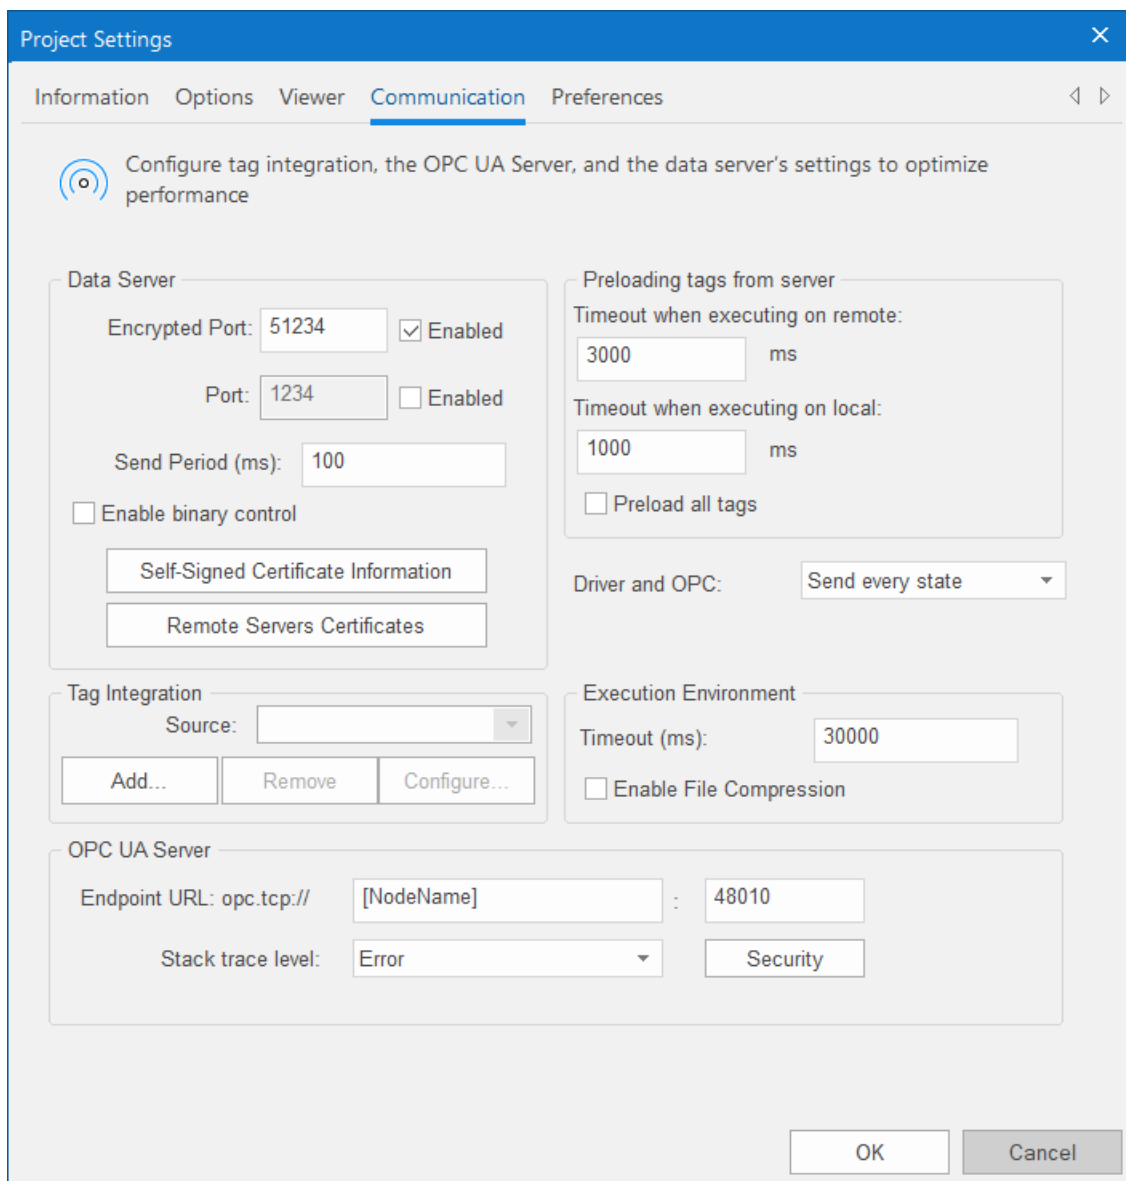 Project Settings
Information Options Viewer Communication Preferences
Configure tag integration, the OPC UA Server, and the data server's settings to optimize
performance
Data Server
Encrypted Port: 51234 Enabled
Port: 1234 Enabled
Send Period (ms): 100
Enable binary control
Self-Signed Certificate Information
Remote Servers Certificates
Preloading tags from server
Timeout when executing on remote:
3000 ms
Timeout when executing on local:
1000 ms
Preload all tags
Driver and OPC: Send every state
Tag Integration
Source:
Add... Remove Configure...
Execution Environment
Timeout (ms): 30000
Enable File Compression
OPC UA Server
Endpoint URL: opc.tcp:// [NodeName] : 48010
Stack trace level: Error Security
OK Cancel